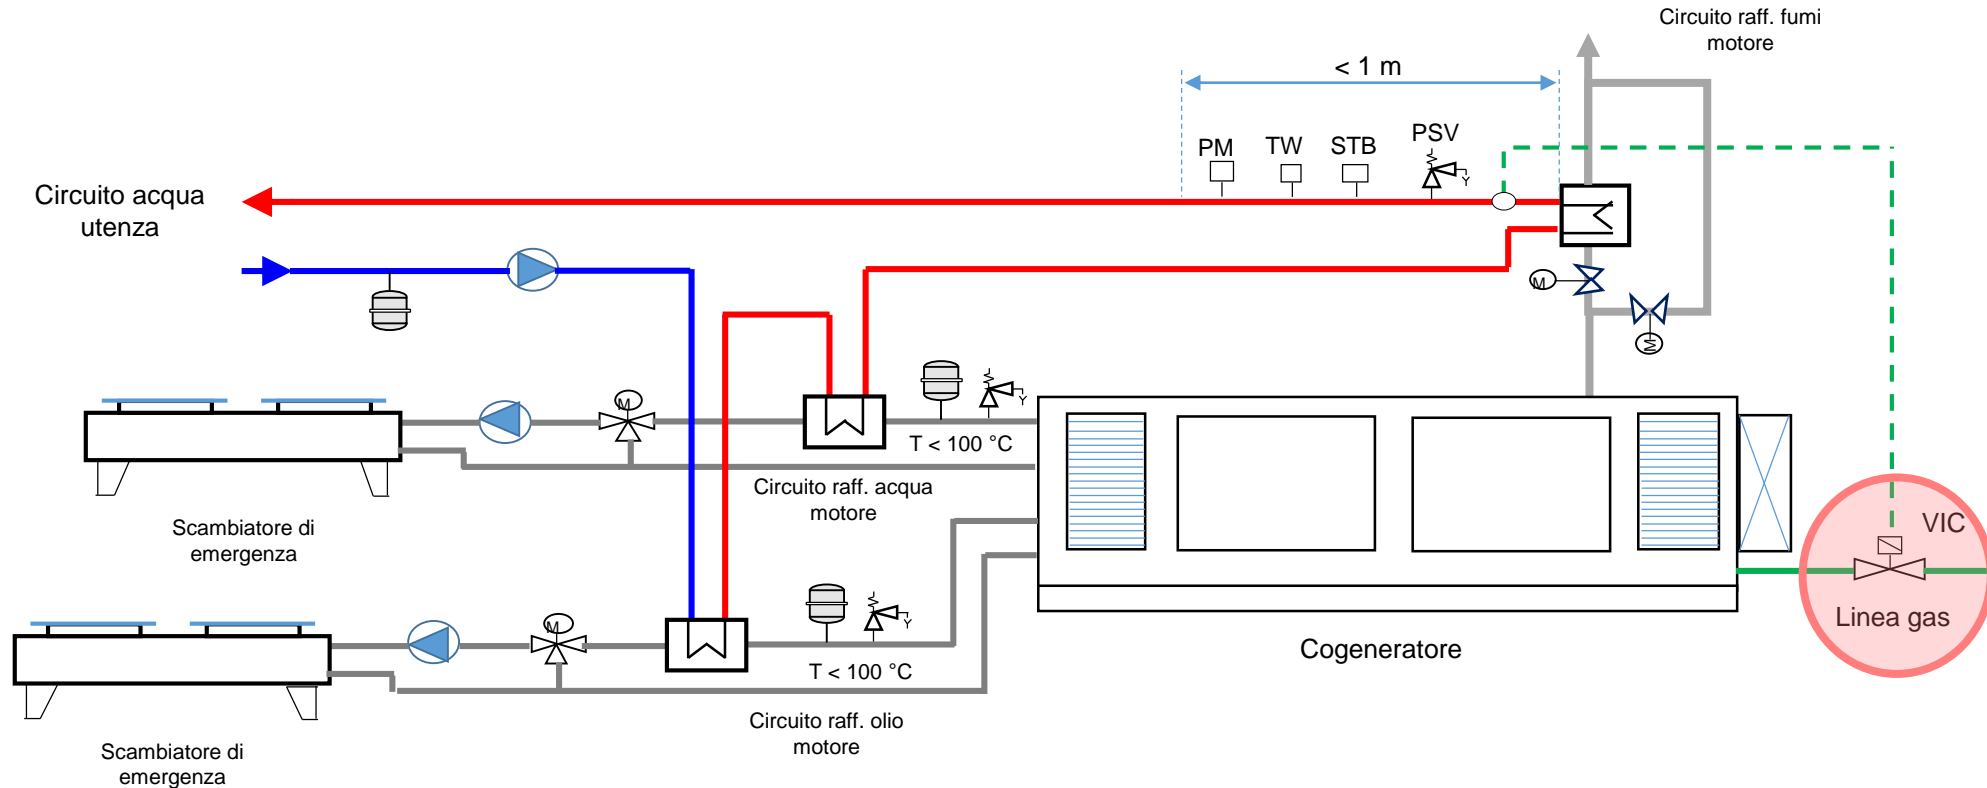 Circuito raff. fumi
motore
< 1 m
PM
TW
STB
PSV
Y
Circuito acqua
utenza
M
M
M
Y
T < 100 °C
Circuito raff. acqua
motore
Scambiatore di
emergenza
VIC
Linea gas
M
Y
T < 100 °C
Cogeneratore
Circuito raff. olio
motore
Scambiatore di
emergenza